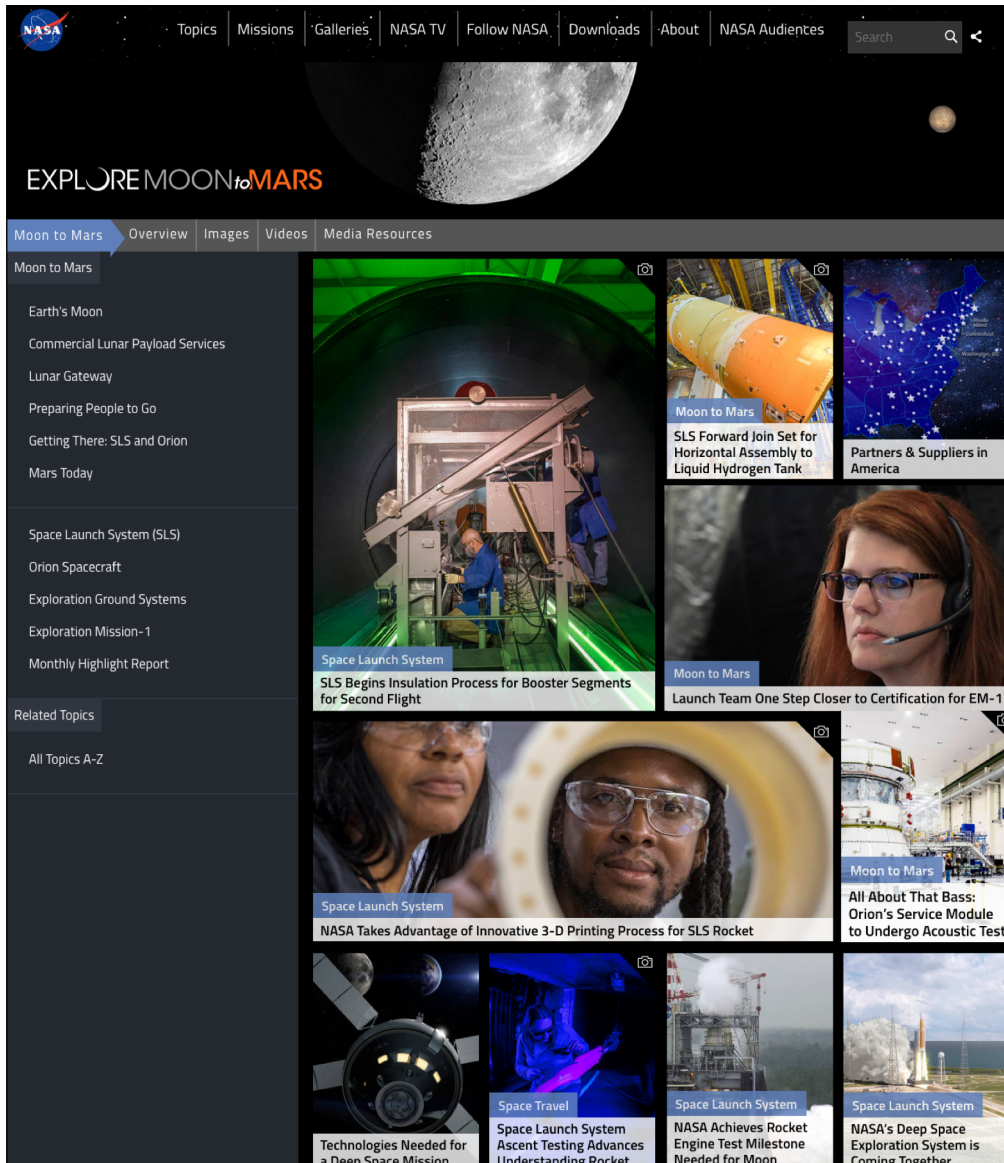 NASA
Topics
Missions
Galleries
NASA TV
Follow NASA
Downloads
About
NASA Audiences
Search
EXPLORE MOON to MARS
Moon to Mars
Overview
Images
Videos
Media Resources
Moon to Mars
Earth's Moon
Commercial Lunar Payload Services
Lunar Gateway
Preparing People to Go
Getting There: SLS and Orion
Mars Today
Space Launch System (SLS)
Orion Spacecraft
Exploration Ground Systems
Exploration Mission-1
Monthly Highlight Report
Related Topics
All Topics A-Z
Space Launch System
SLS Begins Insulation Process for Booster Segments
for Second Flight
Moon to Mars
SLS Forward Join Set for
Horizontal Assembly to
Liquid Hydrogen Tank
Partners & Suppliers in
America
Moon to Mars
Launch Team One Step Closer to Certification for EM-1
Space Launch System
NASA Takes Advantage of Innovative 3-D Printing Process for SLS Rocket
Moon to Mars
All About That Bass:
Orion's Service Module
to Undergo Acoustic Test
Technologies Needed for
a Deep Space Mission
Space Travel
Space Launch System
Ascent Testing Advances
Understanding Rocket
Space Launch System
NASA Achieves Rocket
Engine Test Milestone
Needed for Moon
Space Launch System
NASA's Deep Space
Exploration System is
Coming Together